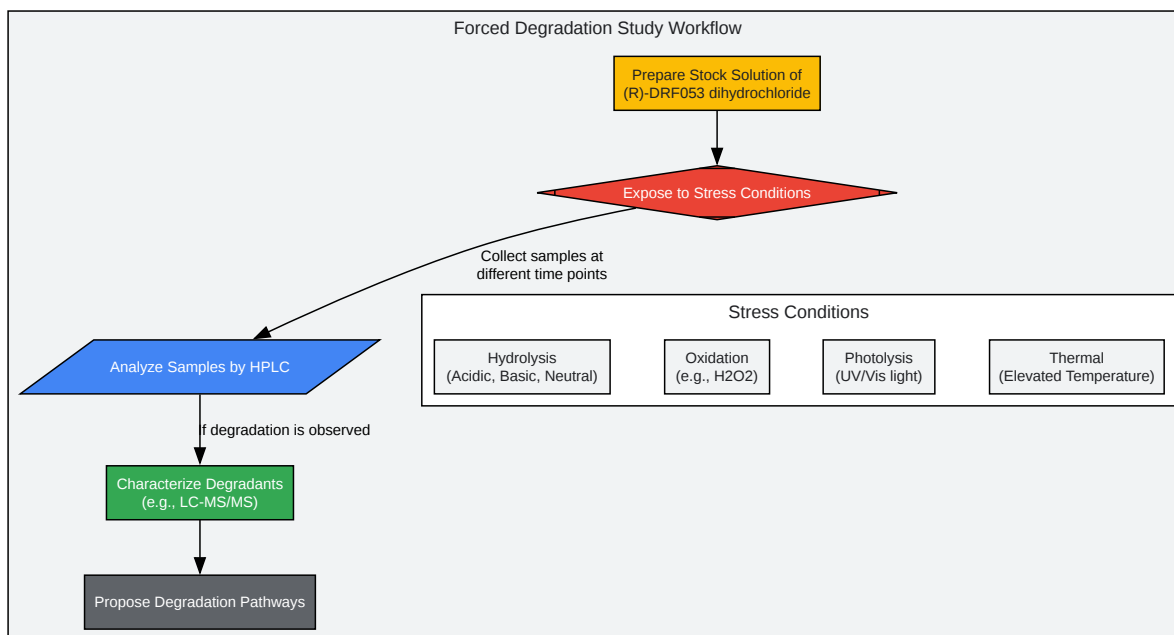 Forced Degradation Study Workflow
Prepare Stock Solution of
(R)-DRF053 dihydrochloride
Expose to Stress Conditions
Collect samples at
different time points
Stress Conditions
Hydrolysis
(Acidic, Basic, Neutral)
Oxidation
(e.g., H2O2)
Photolysis
(UV/Vis light)
Thermal
(Elevated Temperature)
Analyze Samples by HPLC
If degradation is observed
Characterize Degradants
(e.g., LC-MS/MS)
Propose Degradation Pathways